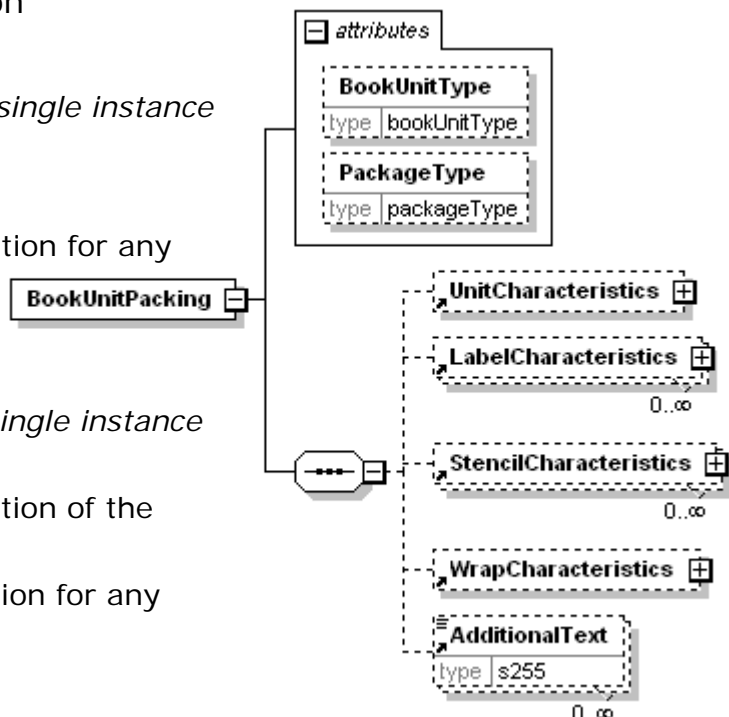 on
single instance
tion for any
ingle instance
tion of the
ion for any
attributes
BookUnitType
type bookUnitType
PackageType
type packageType
BookUnitPacking
UnitCharacteristics
LabelCharacteristics
0..∞
StencilCharacteristics
0..∞
WrapCharacteristics
AdditionalText
type s255
0..∞